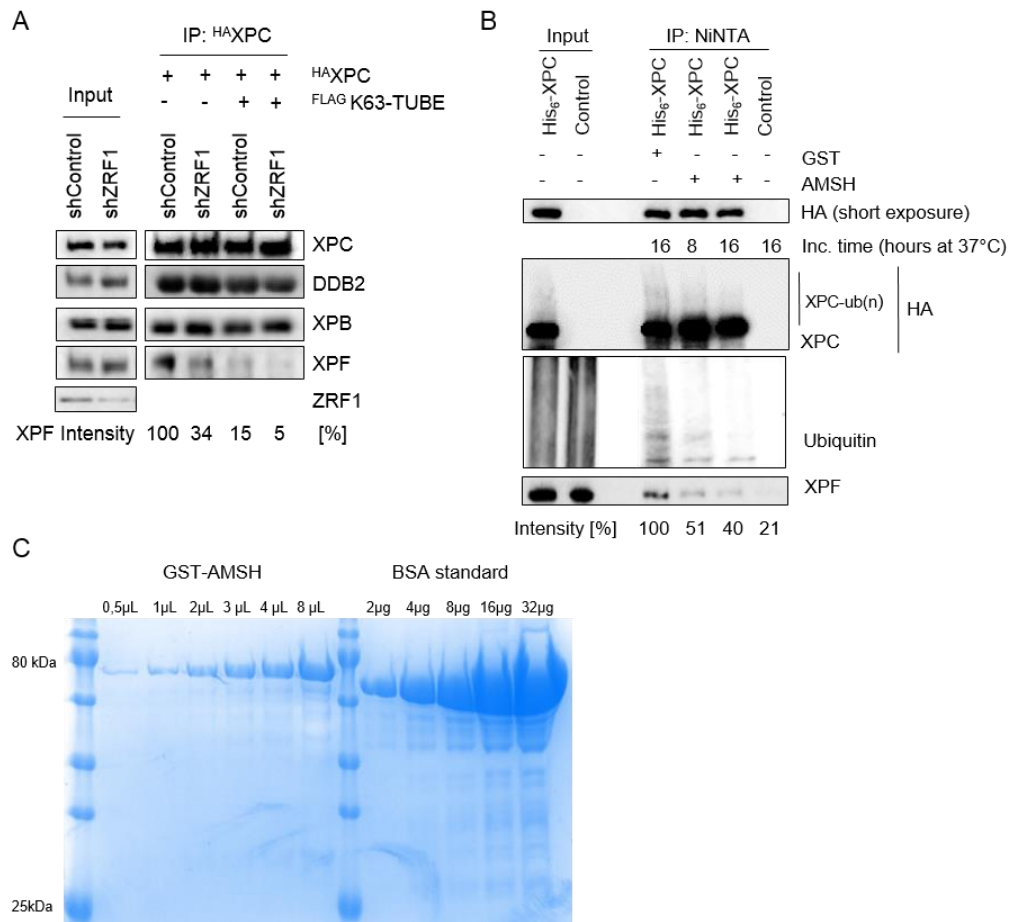 A
IP: HAXPC
+ + + + HAXPC
- - + + FLAG K63-TUBE
Input
shControl shZRF1 shControl shZRF1 shControl shZRF1
XPC
DDB2
XPB
XPF
ZRF1
XPF Intensity 100 34 15 5 [%]
B
Input IP: NiNTA
His6-XPC Control His6-XPC His6-XPC His6-XPC Control
- - + - - - GST
- - - + + - AMSH
HA (short exposure)
16 8 16 16 Inc. time (hours at 37°C)
XPC-ub(n)
HA
XPC
Ubiquitin
XPF
Intensity [%] 100 51 40 21
C
GST-AMSH BSA standard
0,5µL 1µL 2µL 3 µL 4 µL 8 µL 2µg 4µg 8µg 16µg 32µg
80 kDa
25kDa